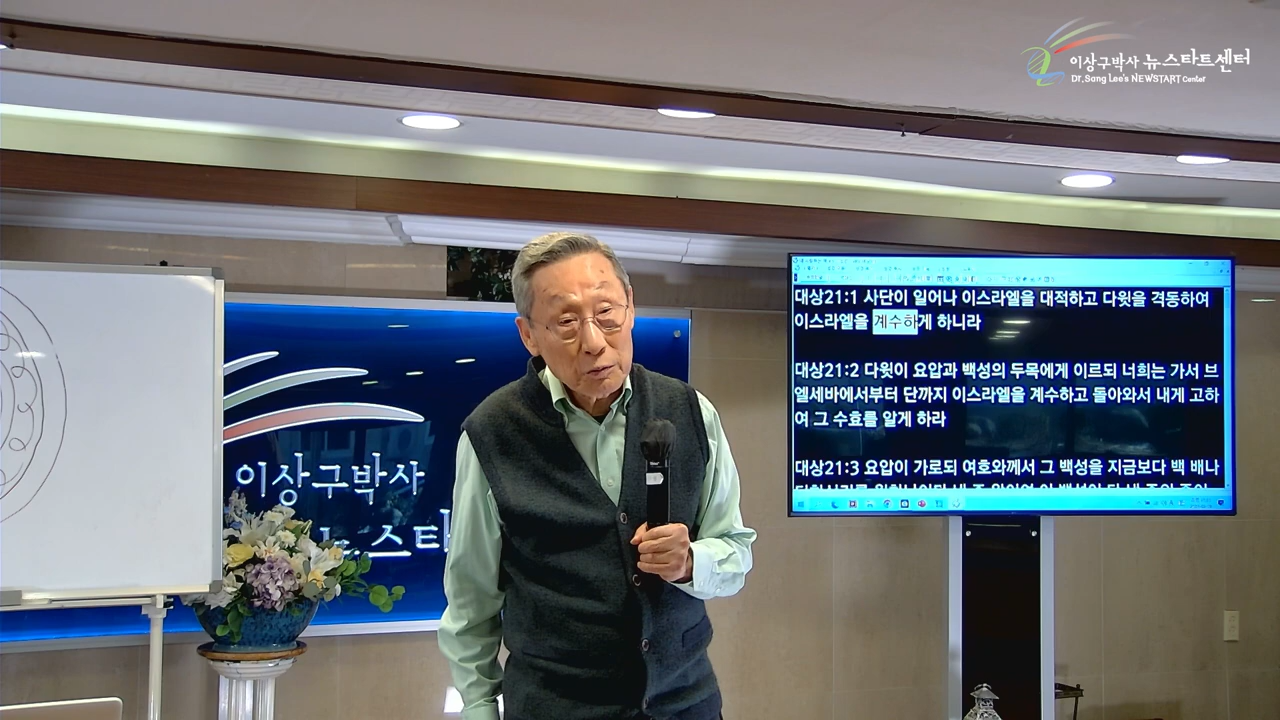 이상구박사 뉴스타트센터
Dr.Sang Lee's NEWSTART Center
대상21:1 사단이 일어나 이스라엘을 대적하고 다윗을 격동하여
이스라엘을 계수하게 하니라
대상21:2 다윗이 요압과 백성의 두목에게 이르되 너희는 가서 브
엘세바에서부터 단까지 이스라엘을 계수하고 돌아와서 내게 고하
여 그 수효를 알게 하라
대상21:3 요압이 가로되 여호와께서 그 백성을 지금보다 백 배나
이상구박사
뉴스타